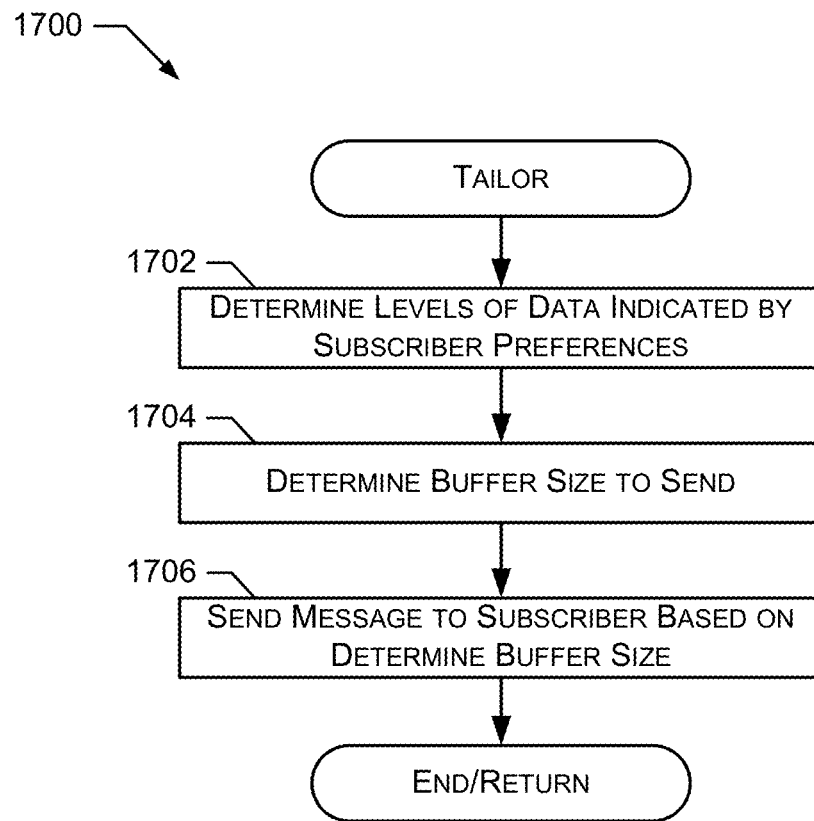 1700
TAILOR
1702
DETERMINE LEVELS OF DATA INDICATED BY
SUBSCRIBER PREFERENCES
1704
DETERMINE BUFFER SIZE TO SEND
1706
SEND MESSAGE TO SUBSCRIBER BASED ON
DETERMINE BUFFER SIZE
END/RETURN